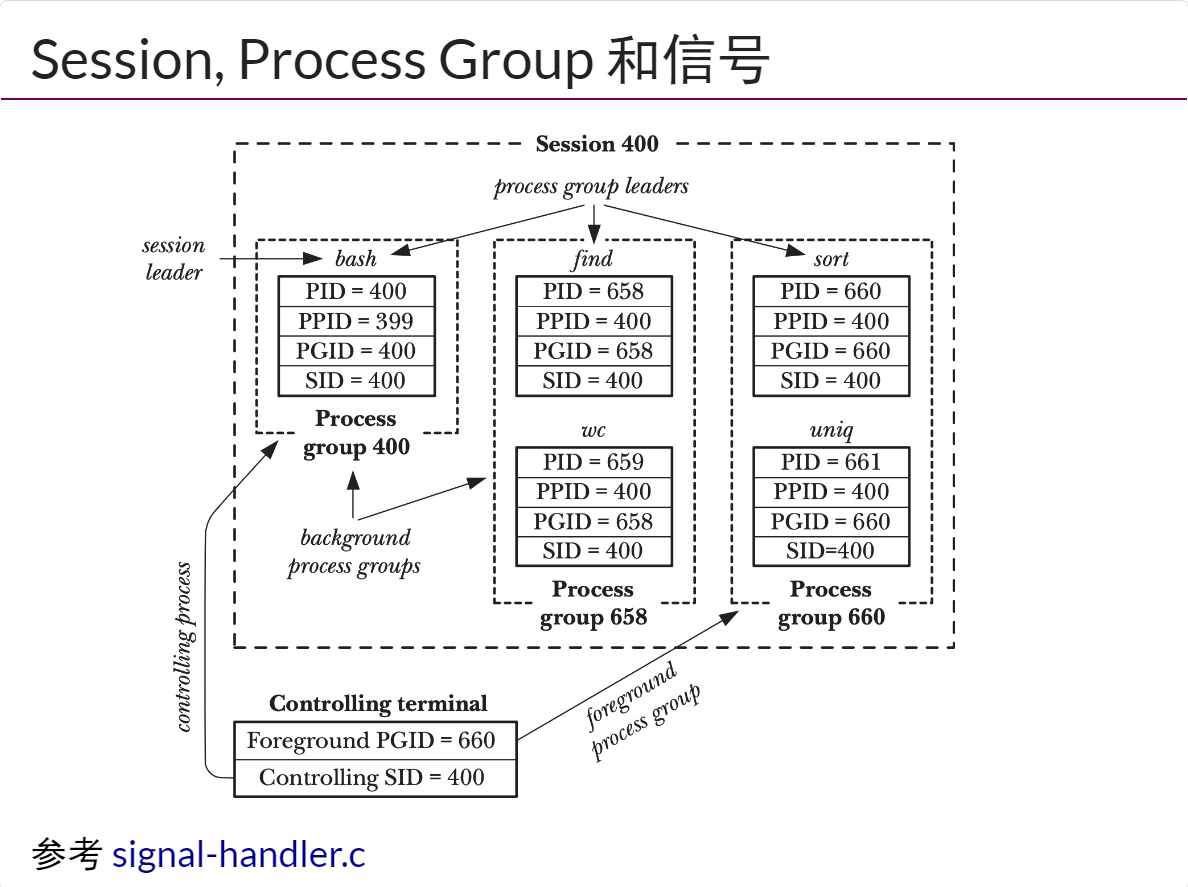 Session, Process Group 和信号
Session 400
process group leaders
session
leader
bash
PID = 400
PPID = 399
PGID = 400
SID = 400
Process
group 400
find
PID = 658
PPID = 400
PGID = 658
SID = 400
wc
PID = 659
PPID = 400
PGID = 658
SID = 400
Process
group 658
sort
PID = 660
PPID = 400
PGID = 660
SID = 400
uniq
PID = 661
PPID = 400
PGID = 660
SID=400
Process
group 660
background
process groups
controlling process
foreground
process group
Controlling terminal
Foreground PGID = 660
Controlling SID = 400
参考 signal-handler.c